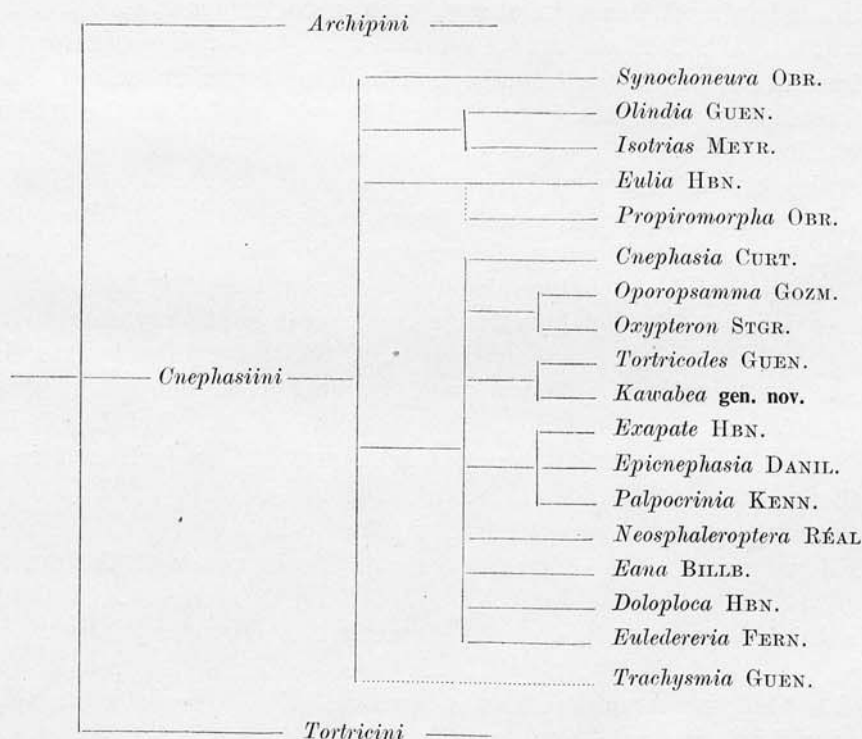 Archipini
Synochoneura OBR.
Olindia GUEN.
Isotrias MEYR.
Eulia HBN.
Propiromorpha OBR.
Cnephasia CURT.
Oporopsamma GOZM.
Oxypteron STGR.
Tortricodes GUEN.
Cnephasiini
Kawabea gen. nov.
Exapate HBN.
Epicnephasia DANIL.
Palpocrinia KENN.
Neosphaleroptera RÉAL
Eana BILLB.
Doloploca HBN.
Euledereria FERN.
Trachysmia GUEN.
Tortricini